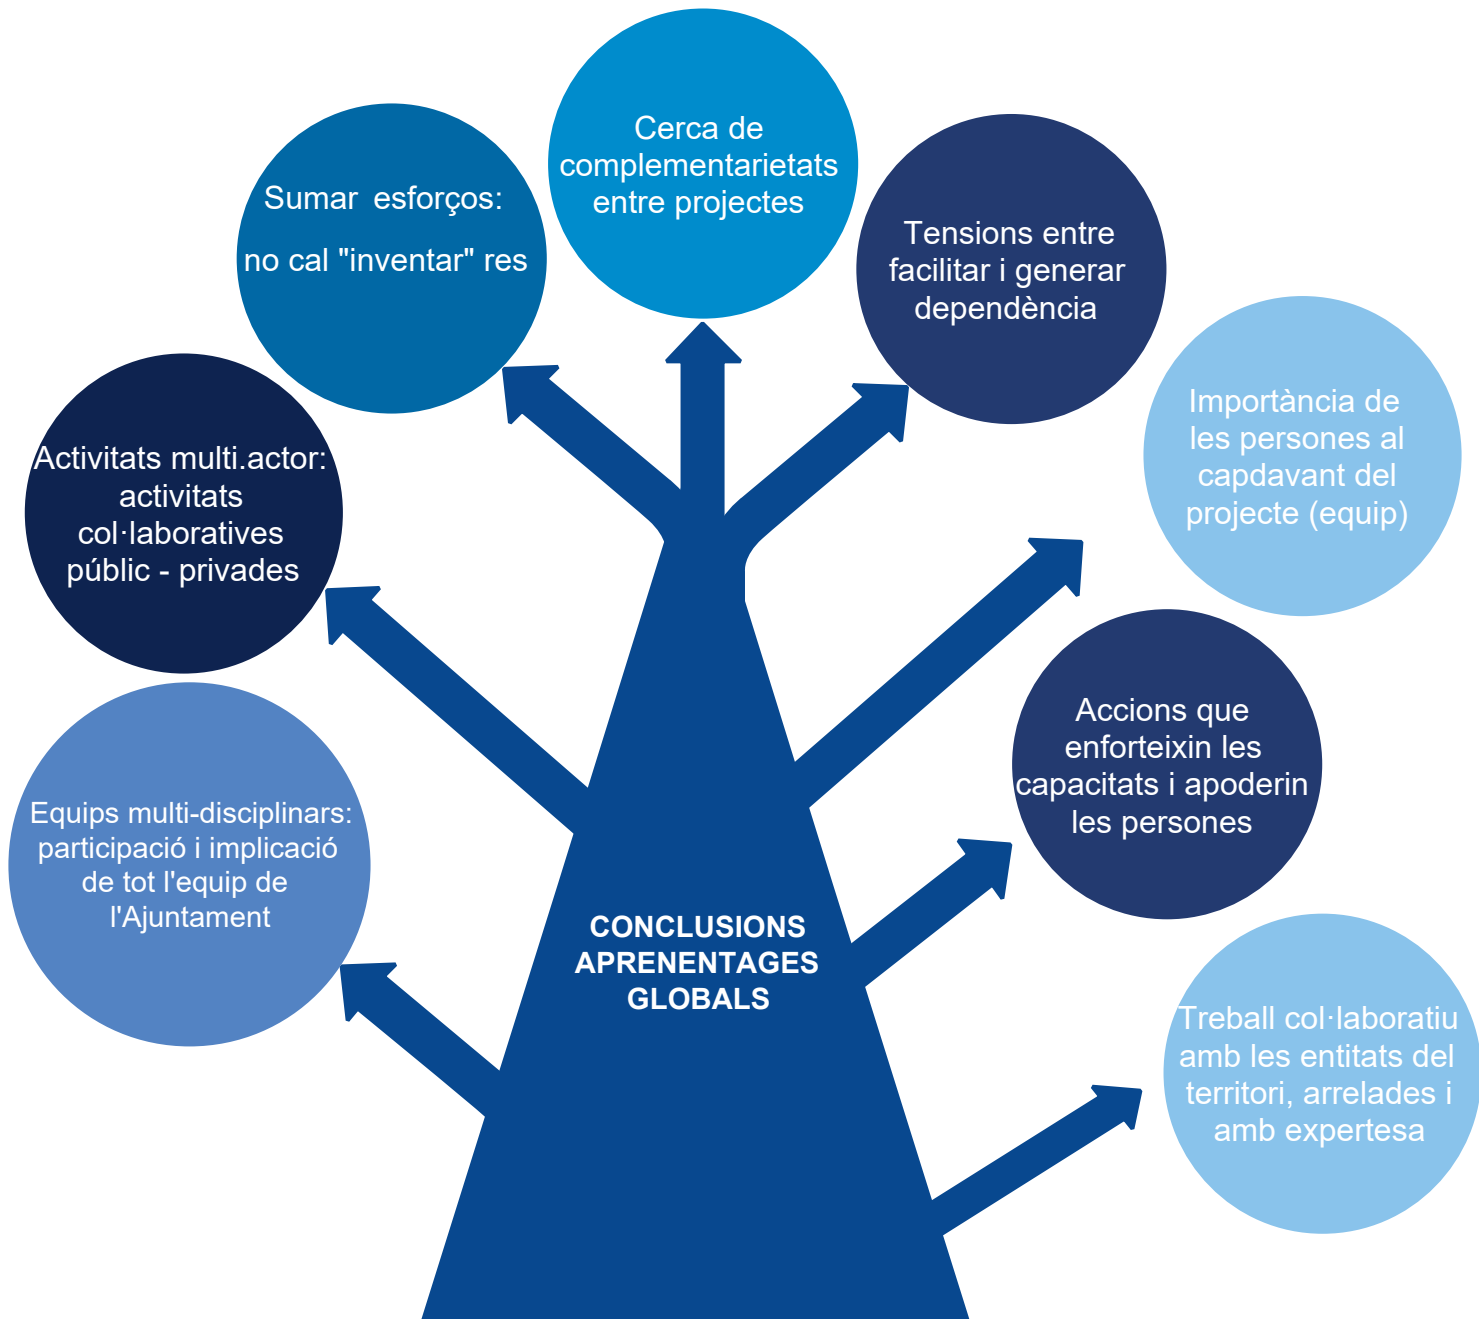 Cerca de
complementarietats
entre projectes
Sumar esforços:
no cal "inventar" res
Tensions entre
facilitar i generar
dependència
Importància de
les persones al
capdavant del
projecte (equip)
Activitats multi.actor:
activitats
col·laboratives
públic - privades
Accions que
enforteixin les
capacitats i apoderin
les persones
Equips multi-disciplinars:
participació i implicació
de tot l'equip de
l'Ajuntament
CONCLUSIONS
APRENENTAGES
GLOBALS
Treball col·laboratiu
amb les entitats del
territori, arrelades i
amb expertesa